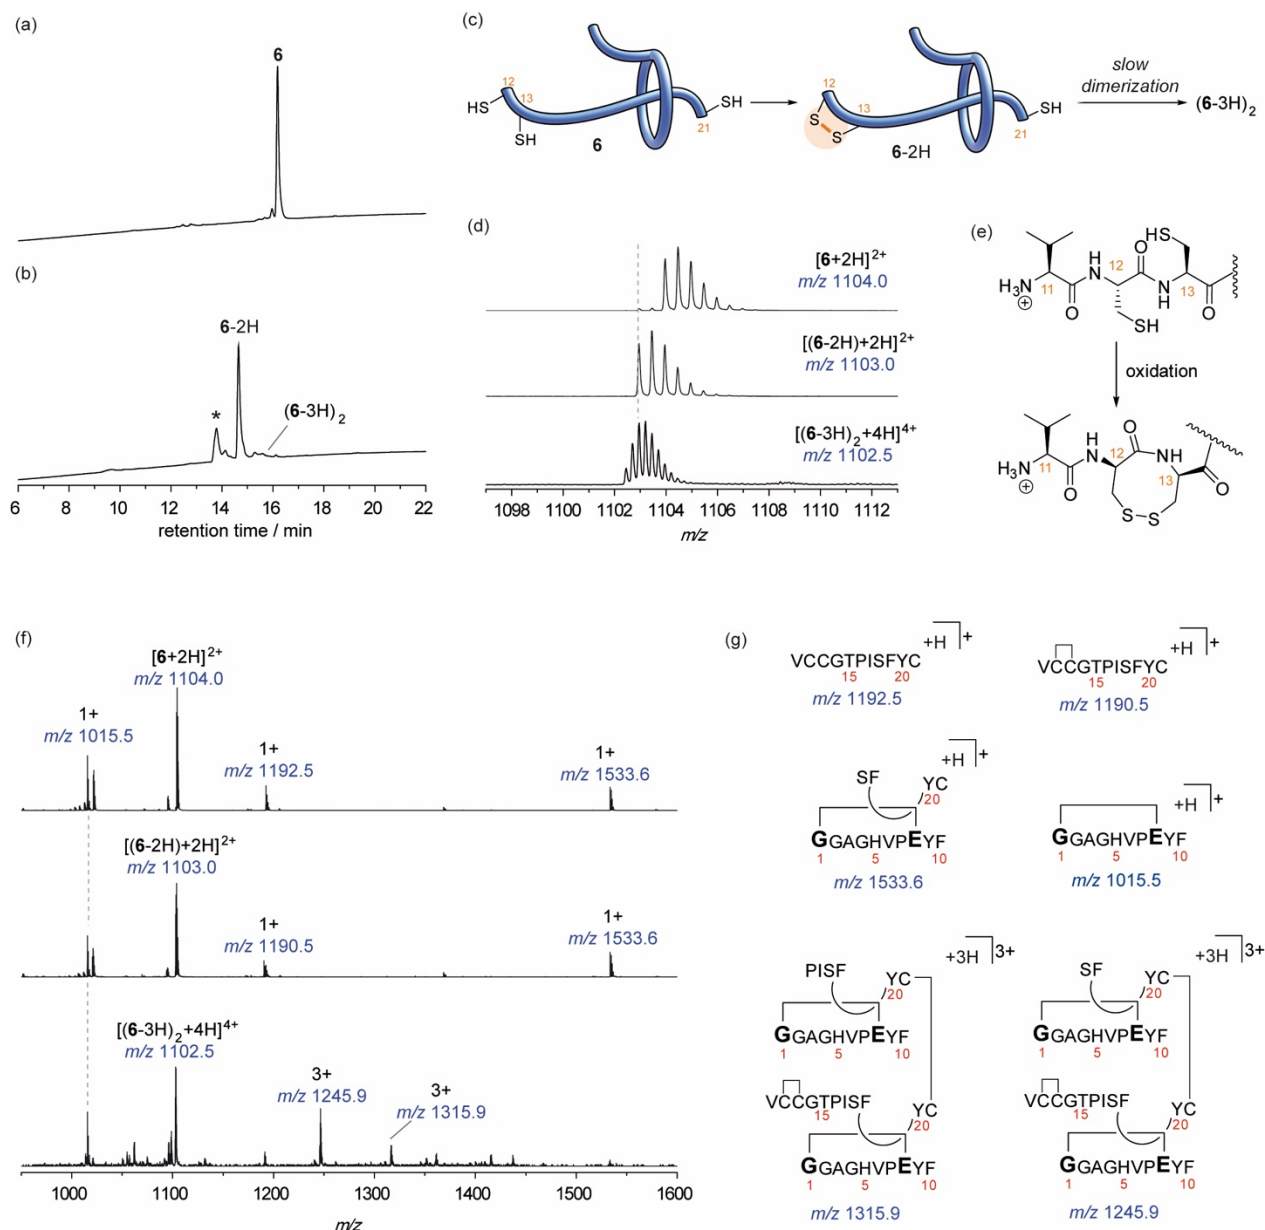 (a)
6
(b)
6-2H
*
(6-3H)2
6 8 10 12 14 16 18 20 22
retention time / min
(c)
HS
12
13
SH
6
SH
21
12
S
S
13
6-2H
SH
21
slow
dimerization
(6-3H)2
(d)
[6+2H]2+
m/z 1104.0
[(6-2H)+2H]2+
m/z 1103.0
[(6-3H)2+4H]4+
m/z 1102.5
1098 1100 1102 1104 1106 1108 1110 1112
m/z
(e)
HS
O
H
N
12
H3N
⊕
11
O
SH
N
H
13
O
oxidation
O
H
N
12
NH
H3N
⊕
11
O
13
O
S-S
(f)
[6+2H]2+
m/z 1104.0
1+
m/z 1015.5
1+
m/z 1192.5
1+
m/z 1533.6
[(6-2H)+2H]2+
m/z 1103.0
1+
m/z 1190.5
1+
m/z 1533.6
[(6-3H)2+4H]4+
m/z 1102.5
3+
m/z 1245.9
3+
m/z 1315.9
1000 1100 1200 1300 1400 1500 1600
m/z
(g)
VCCGTPISFYC +H +
15 20
m/z 1192.5
VCCGTPISFYC +H +
15 20
m/z 1190.5
+H +
SF
YC
20
GGAGHVPEYF
1 5 10
m/z 1533.6
+H +
GGAGHVPEYF
1 5 10
m/z 1015.5
+3H 3+
PISF
YC
20
GGAGHVPEYF
1 5 10
VCCGTPISF
15
YC
20
GGAGHVPEYF
1 5 10
m/z 1315.9
+3H 3+
SF
YC
20
GGAGHVPEYF
1 5 10
VCCGTPISF
15
YC
20
GGAGHVPEYF
1 5 10
m/z 1245.9